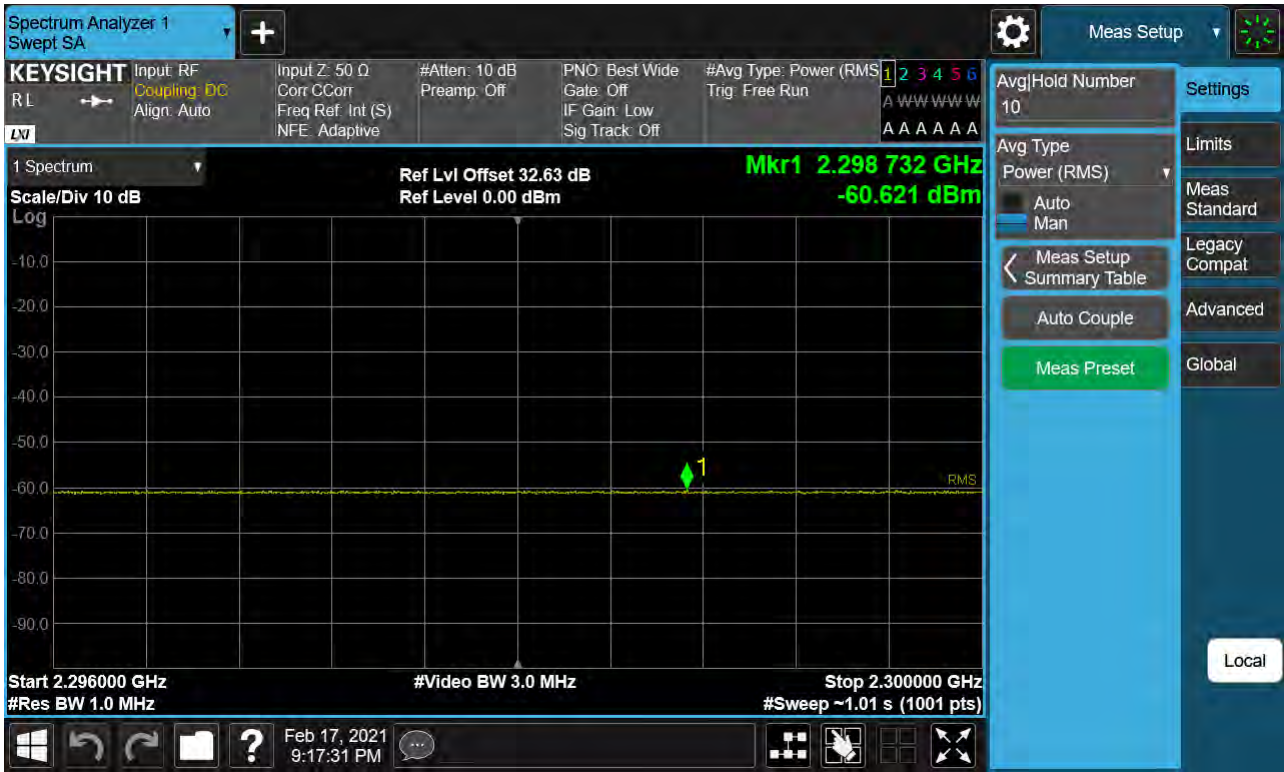 Spectrum Analyzer 1
Swept SA
Meas Setup
KEYSIGHT
RL
LXI
Input: RF
Coupling: DC
Align: Auto
Input Z: 50 Ω
Corr CCorr
Freq Ref: Int (S)
NFE: Adaptive
#Atten: 10 dB
Preamp: Off
PNO: Best Wide
Gate: Off
IF Gain: Low
Sig Track: Off
#Avg Type: Power (RMS
Trig: Free Run
1 2 3 4 5 6
A W W W W W
A A A A A A
1 Spectrum
Scale/Div 10 dB
Log
Ref Lvl Offset 32.63 dB
Ref Level 0.00 dBm
Mkr1 2.298 732 GHz
-60.621 dBm
-10.0
-20.0
-30.0
-40.0
-50.0
-60.0
-70.0
-80.0
-90.0
1
RMS
Start 2.296000 GHz
#Res BW 1.0 MHz
#Video BW 3.0 MHz
Stop 2.300000 GHz
#Sweep ~1.01 s (1001 pts)
Avg|Hold Number
10
Avg Type
Power (RMS)
Auto
Man
Meas Setup
Summary Table
Auto Couple
Meas Preset
Settings
Limits
Meas
Standard
Legacy
Compat
Advanced
Global
Local
?
Feb 17, 2021
9:17:31 PM